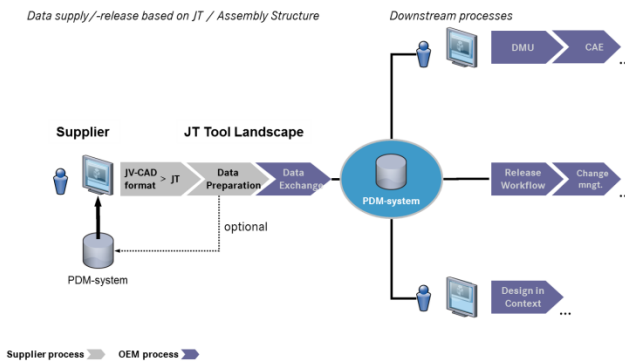 Data supply/-release based on JT / Assembly Structure
Downstream processes
DMU
CAE
...
Supplier
JT Tool Landscape
JV-CAD
format > JT
Data
Preparation
Data
Exchange
PDM-system
Release
Workflow
Change
mngt.
...
optional
PDM-system
Design in
Context
...
Supplier process
OEM process